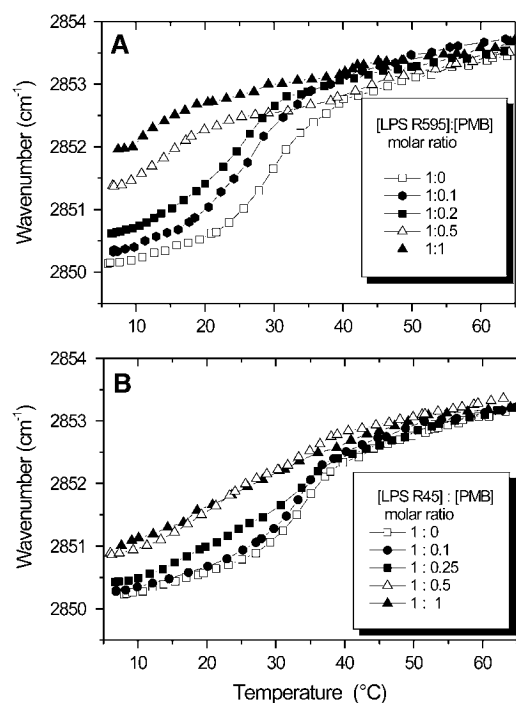 A
2854
2853
2852
2851
2850
Wavenumber (cm⁻¹)
[LPS R595]:[PMB]
molar ratio
1:0
1:0.1
1:0.2
1:0.5
1:1
10 20 30 40 50 60
B
2854
2853
2852
2851
2850
Wavenumber (cm⁻¹)
[LPS R45] : [PMB]
molar ratio
1 : 0
1 : 0.1
1 : 0.25
1 : 0.5
1 : 1
10 20 30 40 50 60
Temperature (°C)